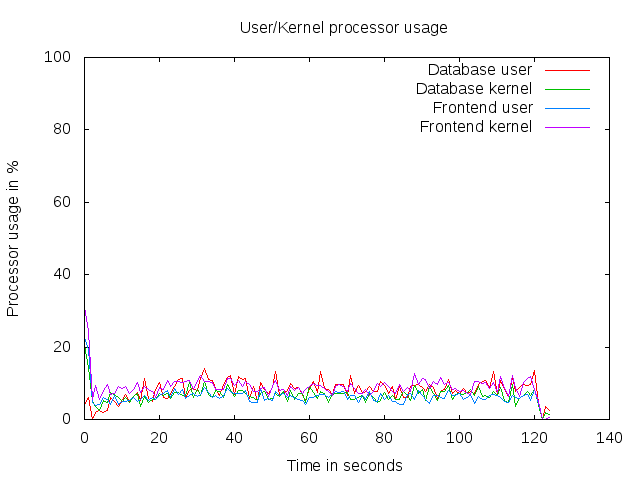 User/Kernel processor usage
Database user
Database kernel
Frontend user
Frontend kernel
Processor usage in %
100
80
60
40
20
0
0 20 40 60 80 100 120 140
Time in seconds